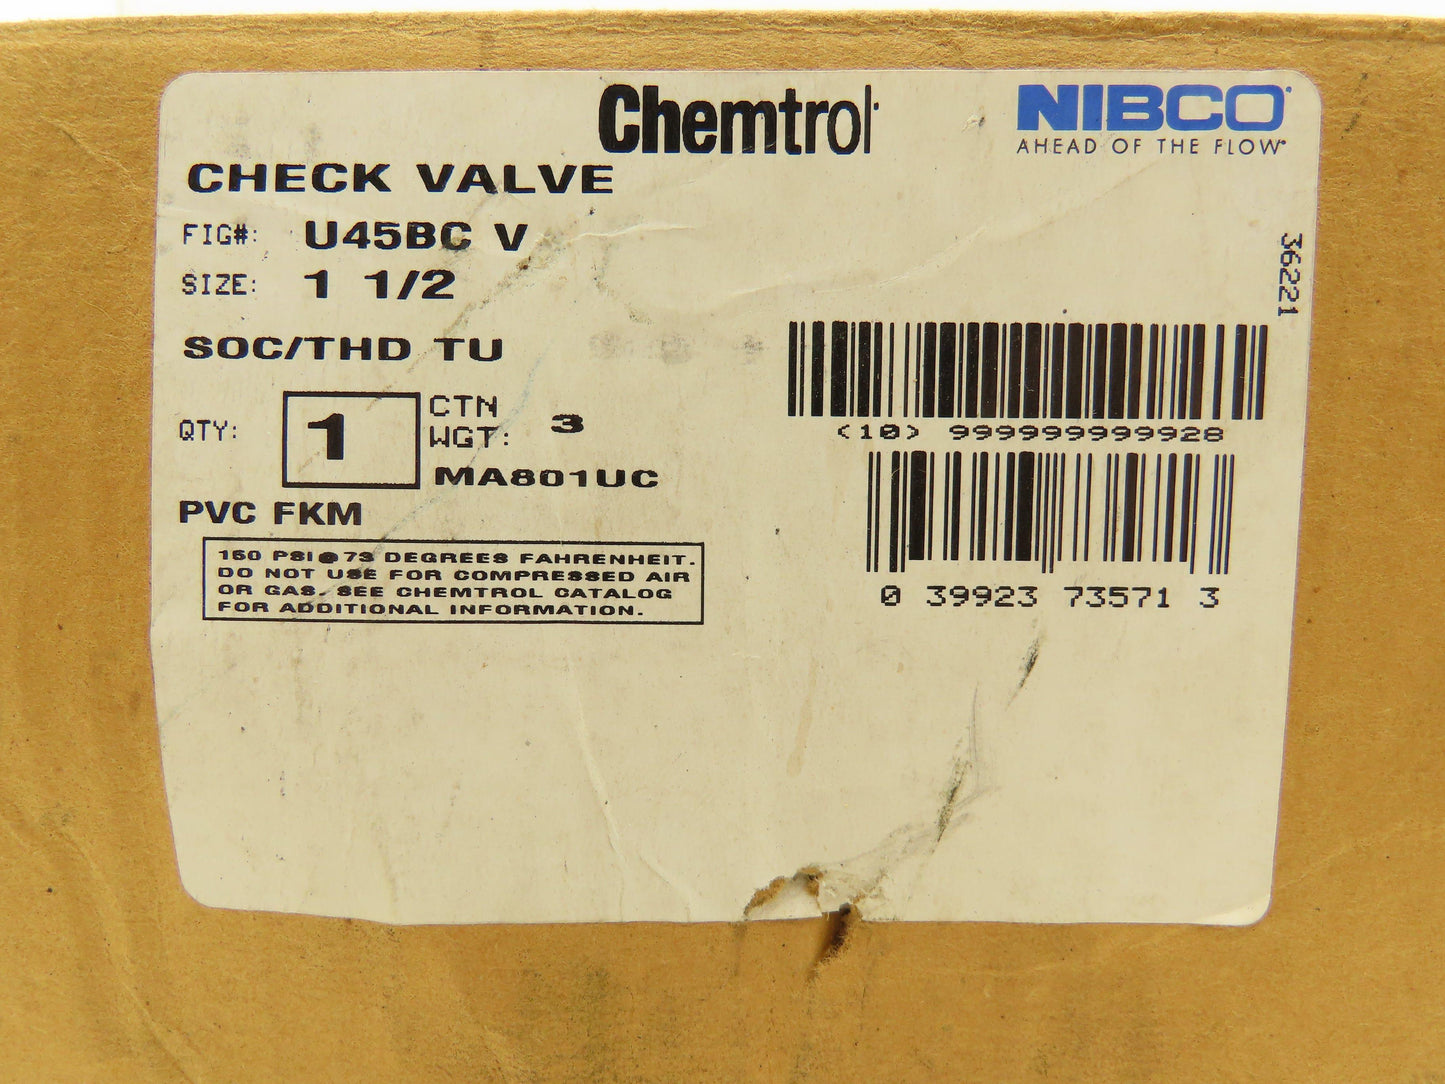 Chemtrol
NIBCO
AHEAD OF THE FLOW
CHECK VALVE
FIG#: U45BC V
SIZE: 1 1/2
36221
SOC/THD TU
QTY: 1 CTN WGT: 3
MA801UC
PVC FKM
150 PSI@73 DEGREES FAHRENHEIT.
DO NOT USE FOR COMPRESSED AIR
OR GAS. SEE CHEMTROL CATALOG
FOR ADDITIONAL INFORMATION.
(10) 999999999928
0 39923 73571 3